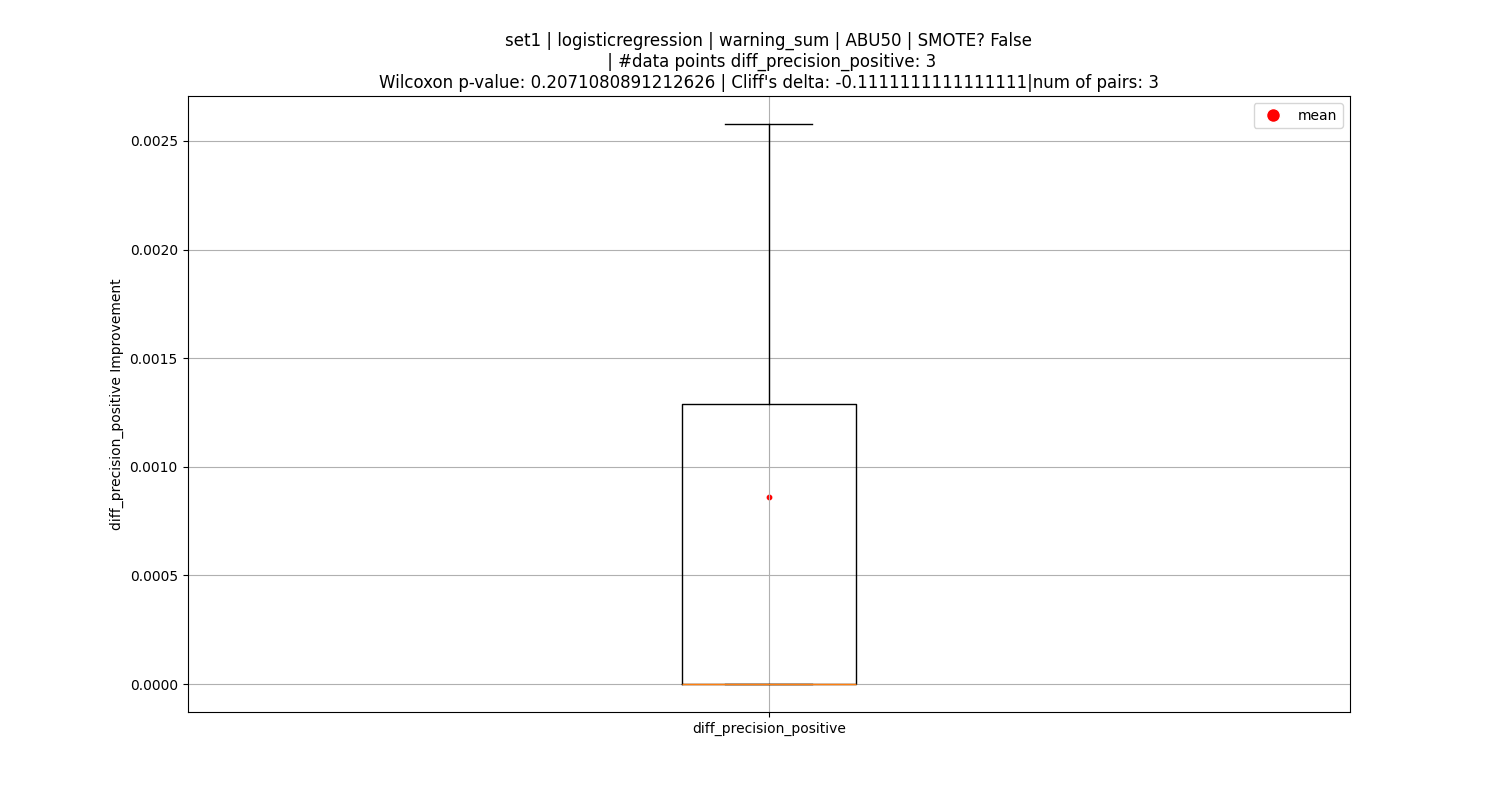 set1 | logisticregression | warning_sum | ABU50 | SMOTE? False
| #data points diff_precision_positive: 3
Wilcoxon p-value: 0.2071080891212626 | Cliff's delta: -0.1111111111111111|num of pairs: 3
mean
0.0025
0.0020
0.0015
0.0010
0.0005
0.0000
diff_precision_positive Improvement
diff_precision_positive